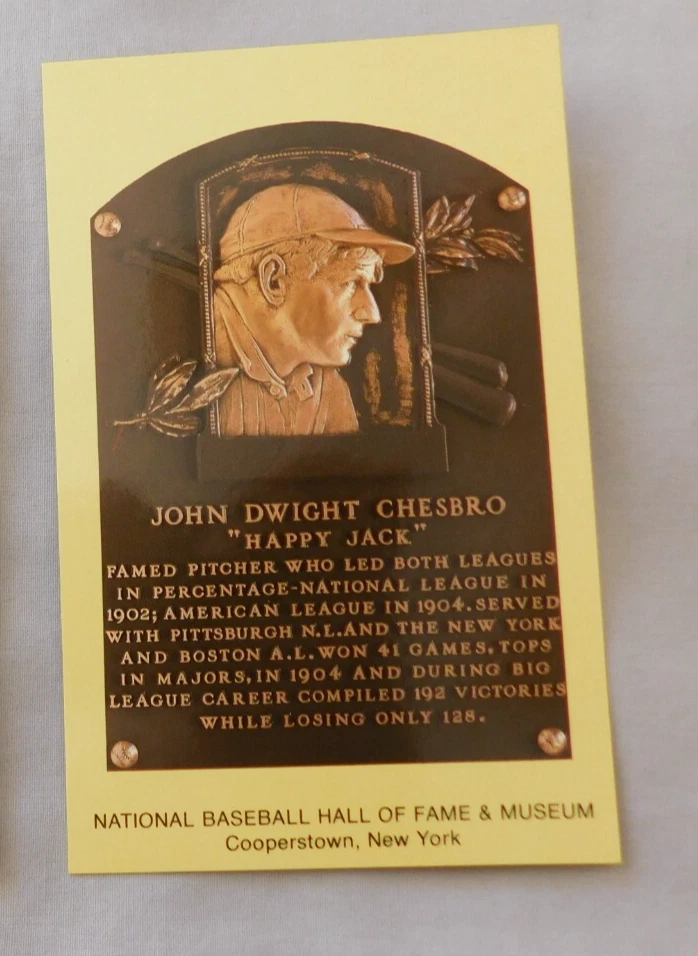 JOHN DWIGHT CHESBRO
"HAPPY JACK"
FAMED PITCHER WHO LED BOTH LEAGUES
IN PERCENTAGE-NATIONAL LEAGUE IN
1902; AMERICAN LEAGUE IN 1904. SERVED
WITH PITTSBURGH N.L. AND THE NEW YORK
AND BOSTON A.L. WON 41 GAMES, TOPS
IN MAJORS, IN 1904 AND DURING BIG
LEAGUE CAREER COMPILED 192 VICTORIES
WHILE LOSING ONLY 128.
NATIONAL BASEBALL HALL OF FAME & MUSEUM
Cooperstown, New York